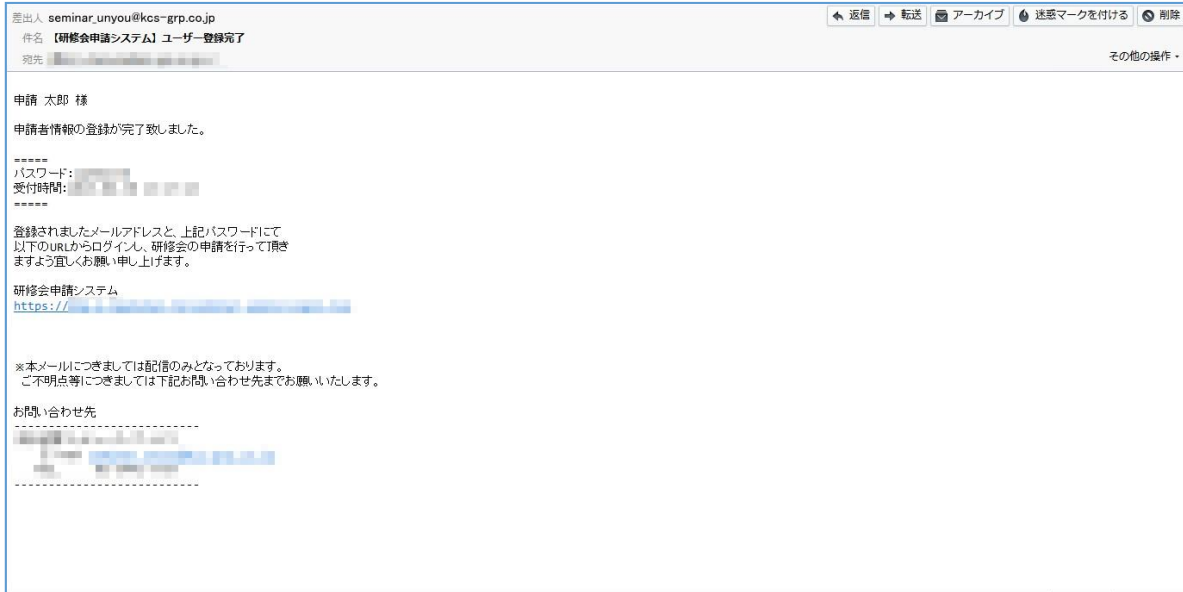 差出人 seminar_unyou@kcs-grp.co.jp
返信 転送 アーカイブ 迷惑マークを付ける 削除
件名 【研修会申請システム】ユーザー登録完了
宛先
その他の操作
申請 太郎 様
申請者情報の登録が完了致しました。
=====
パスワード:
受付時間:
=====
登録されましたメールアドレスと、上記パスワードにて
以下のURLからログインし、研修会の申請を行って頂き
ますよう宜しくお願い申し上げます。
研修会申請システム
https://
※本メールにつきましては配信のみとなっております。
ご不明点等につきましては下記お問い合わせ先までお願いいたします。
お問い合わせ先
---------------------------
---------------------------